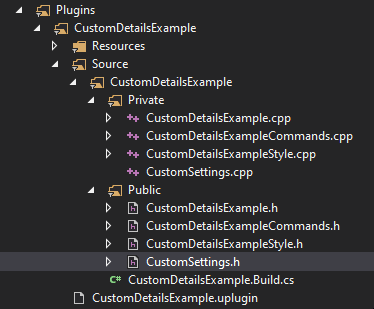 Plugins
CustomDetailsExample
Resources
Source
CustomDetailsExample
Private
CustomDetailsExample.cpp
CustomDetailsExampleCommands.cpp
CustomDetailsExampleStyle.cpp
CustomSettings.cpp
Public
CustomDetailsExample.h
CustomDetailsExampleCommands.h
CustomDetailsExampleStyle.h
CustomSettings.h
C# CustomDetailsExample.Build.cs
CustomDetailsExample.uplugin